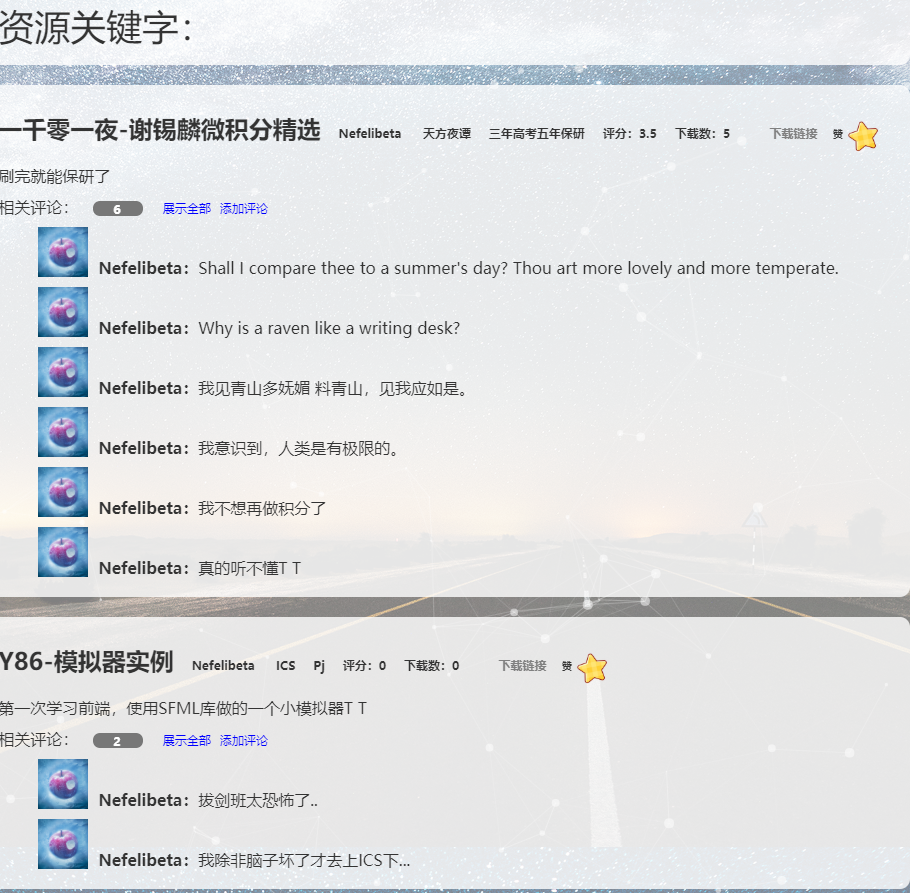 资源关键字：
一千零一夜-谢锡麟微积分精选 Nefelibeta 天方夜谭 三年高考五年保研 评分：3.5 下载数：5 下载链接 赞
刷完就能保研了
相关评论： 6 展示全部 添加评论
Nefelibeta：Shall I compare thee to a summer's day? Thou art more lovely and more temperate.
Nefelibeta：Why is a raven like a writing desk?
Nefelibeta：我见青山多妩媚 料青山，见我应如是。
Nefelibeta：我意识到，人类是有极限的。
Nefelibeta：我不想再做积分了
Nefelibeta：真的听不懂T T
Y86-模拟器实例 Nefelibeta ICS Pj 评分：0 下载数：0 下载链接 赞
第一次学习前端，使用SFML库做的一个小模拟器T T
相关评论： 2 展示全部 添加评论
Nefelibeta：拔剑班太恐怖了..
Nefelibeta：我除非脑子坏了才去上ICS下...